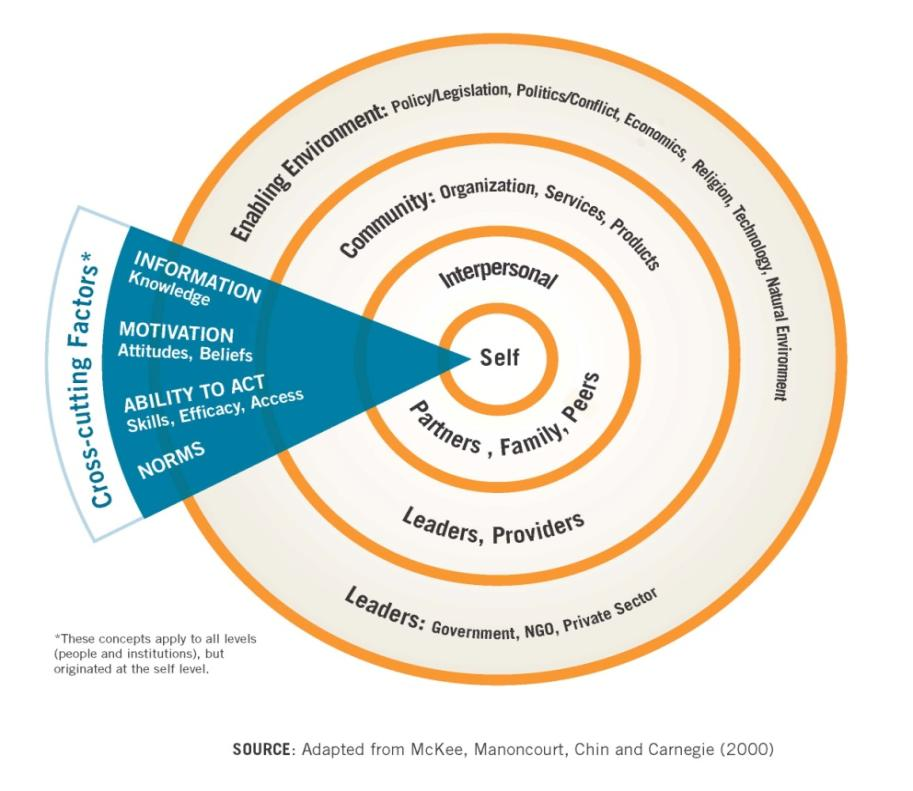 Enabling Environment: Policy/Legislation, Politics/Conflict, Economics, Religion, Technology, Natural Environment
Community: Organization, Services, Products
Interpersonal
Self
Partners , Family, Peers
Leaders, Providers
Leaders: Government, NGO, Private Sector
Cross-cutting Factors*
INFORMATION
Knowledge
MOTIVATION
Attitudes, Beliefs
ABILITY TO ACT
Skills, Efficacy, Access
NORMS
*These concepts apply to all levels
(people and institutions), but
originated at the self level.
SOURCE: Adapted from McKee, Manoncourt, Chin and Carnegie (2000)